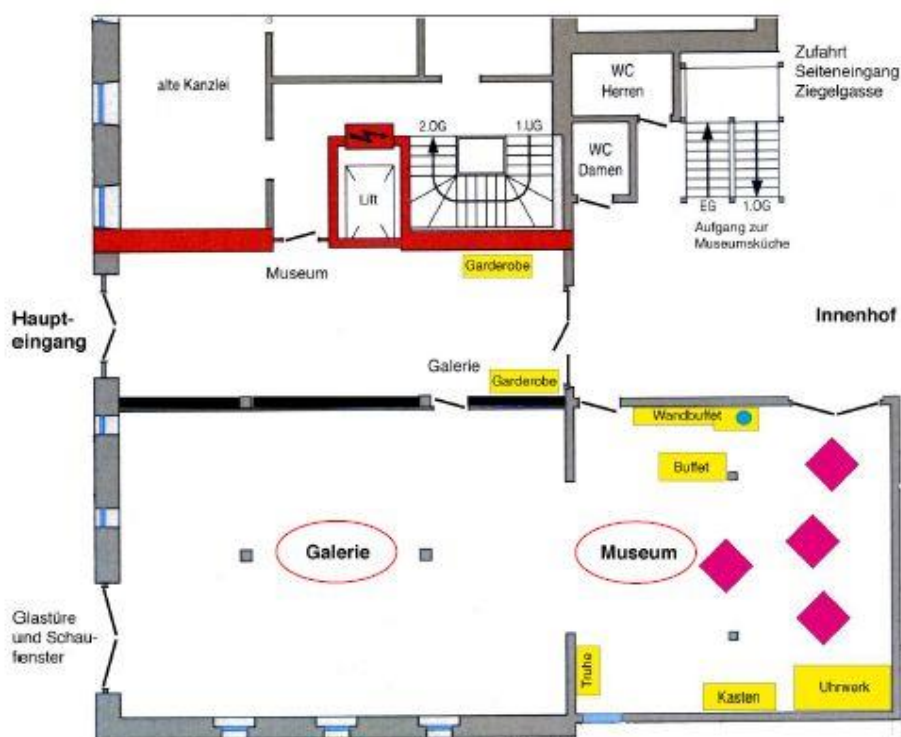 alte Kanzlei
WC
Herren
Zufahrt
Seiteneingang
Ziegelgasse
2.OG
1.UG
WC
Damen
Lift
EG
1.OG
Aufgang zur
Museumsküche
Museum
Garderobe
Haupt-
eingang
Innenhof
Galerie
Garderobe
Wandbuffet
Buffet
Galerie
Museum
Glastüre
und Schau-
fenster
Truhe
Kasten
Uhrwerk